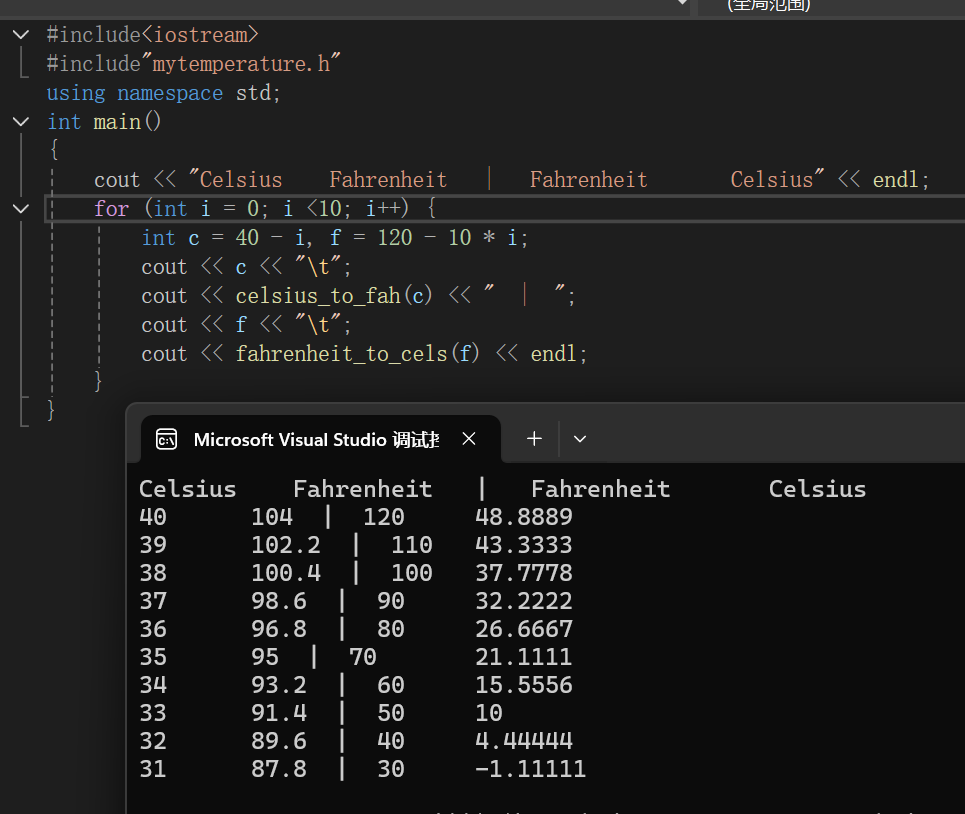 (全局范围)
#include<iostream>
#include"mytemperature.h"
using namespace std;
int main()
{
    cout << "Celsius    Fahrenheit   |   Fahrenheit       Celsius" << endl;
    for (int i = 0; i <10; i++) {
        int c = 40 - i, f = 120 - 10 * i;
        cout << c << "\t";
        cout << celsius_to_fah(c) << "  |  ";
        cout << f << "\t";
        cout << fahrenheit_to_cels(f) << endl;
    }
}
Microsoft Visual Studio 调试
Celsius    Fahrenheit   |   Fahrenheit       Celsius
40      104  |  120     48.8889
39      102.2  |  110   43.3333
38      100.4  |  100   37.7778
37      98.6  |  90     32.2222
36      96.8  |  80     26.6667
35      95  |  70       21.1111
34      93.2  |  60     15.5556
33      91.4  |  50     10
32      89.6  |  40     4.44444
31      87.8  |  30     -1.11111